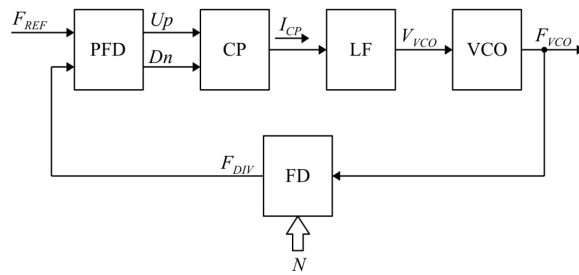 F_REF
Up
I_CP
V_VCO
F_VCO
PFD
CP
LF
VCO
Dn
F_DIV
FD
N